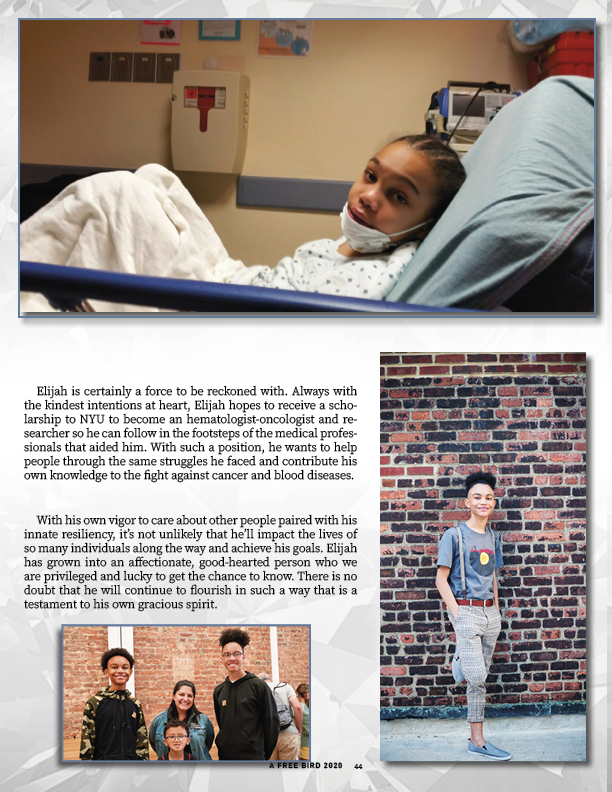 Elijah is certainly a force to be reckoned with. Always with
the kindest intentions at heart, Elijah hopes to receive a scho-
larship to NYU to become an hematologist-oncologist and re-
searcher so he can follow in the footsteps of the medical profes-
sionals that aided him. With such a position, he wants to help
people through the same struggles he faced and contribute his
own knowledge to the fight against cancer and blood diseases.
With his own vigor to care about other people paired with his
innate resiliency, it's not unlikely that he'll impact the lives of
so many individuals along the way and achieve his goals. Elijah
has grown into an affectionate, good-hearted person who we
are privileged and lucky to get the chance to know. There is no
doubt that he will continue to flourish in such a way that is a
testament to his own gracious spirit.
A FREE BIRD 2020 44